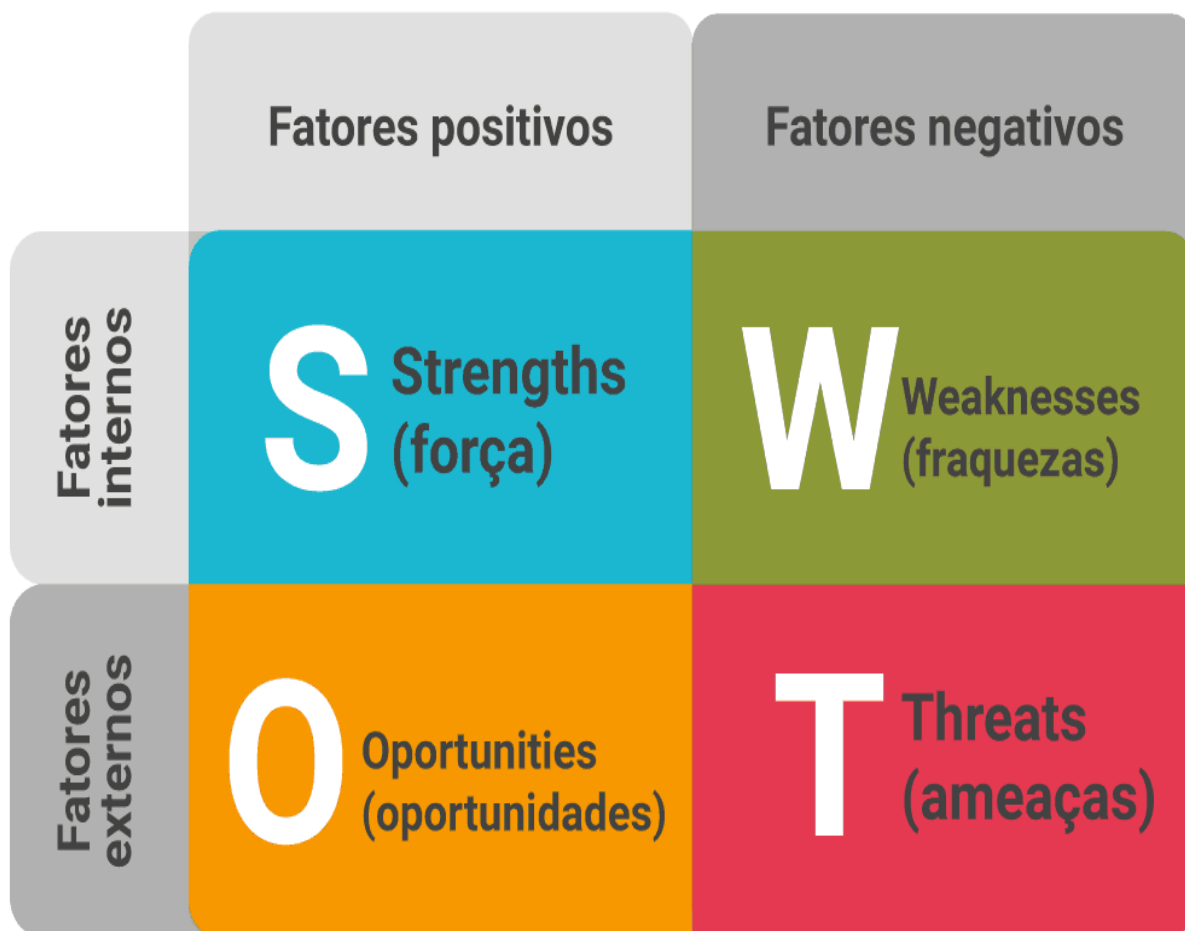 Fatores positivos
Fatores negativos
Fatores
internos
S
Strengths
(força)
W
Weaknesses
(fraquezas)
Fatores
externos
O
Oportunities
(oportunidades)
T
Threats
(ameaças)